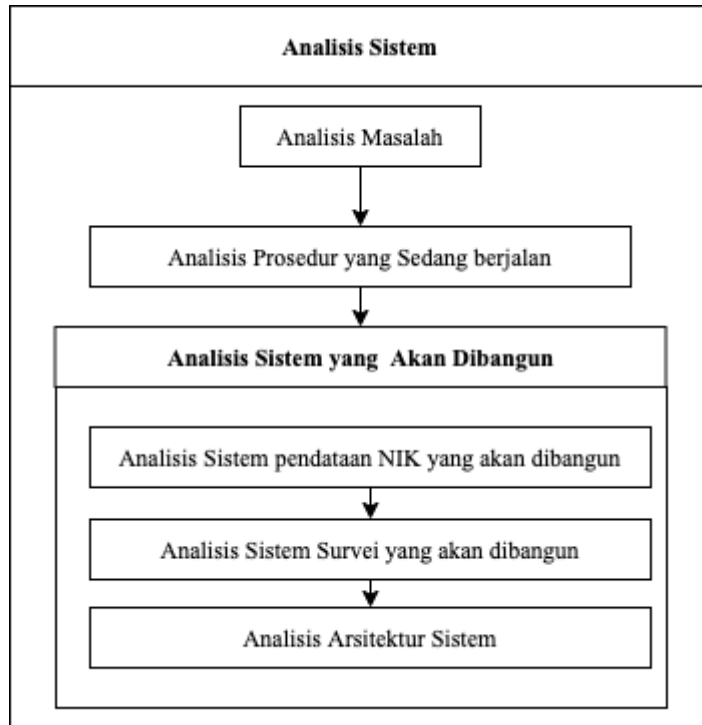 Analisis Sistem
Analisis Masalah
Analisis Prosedur yang Sedang berjalan
Analisis Sistem yang Akan Dibangun
Analisis Sistem pendataan NIK yang akan dibangun
Analisis Sistem Survei yang akan dibangun
Analisis Arsitektur Sistem